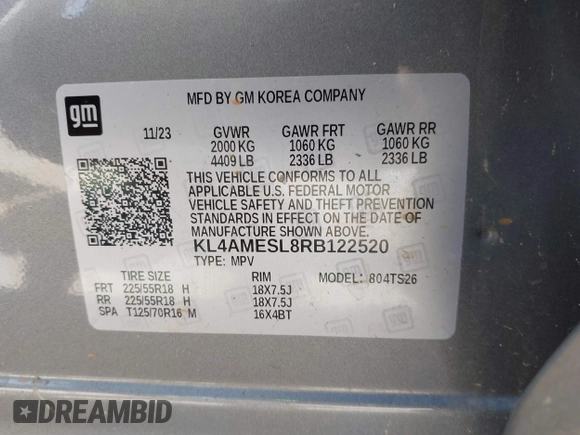 gm
MFD BY GM KOREA COMPANY
11/23 GVWR GAWR FRT GAWR RR
2000 KG 1060 KG 1060 KG
4409 LB 2336 LB 2336 LB
THIS VEHICLE CONFORMS TO ALL
APPLICABLE U.S. FEDERAL MOTOR
VEHICLE SAFETY AND THEFT PREVENTION
STANDARDS IN EFFECT ON THE DATE OF
MANUFACTURE SHOWN ABOVE.
KL4AMESL8RB122520
TYPE: MPV
TIRE SIZE RIM MODEL: 804TS26
FRT 225/55R18 H 18X7.5J
RR 225/55R18 H 18X7.5J
SPA T125/70R16 M 16X4BT
DREAMBID